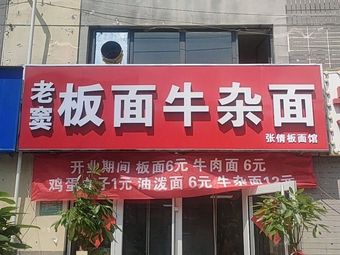 老窦 板面牛杂面
张倩板面馆
开业期间 板面6元 牛肉面 6元
鸡蛋 子1元 油泼面 6元 牛杂面12元